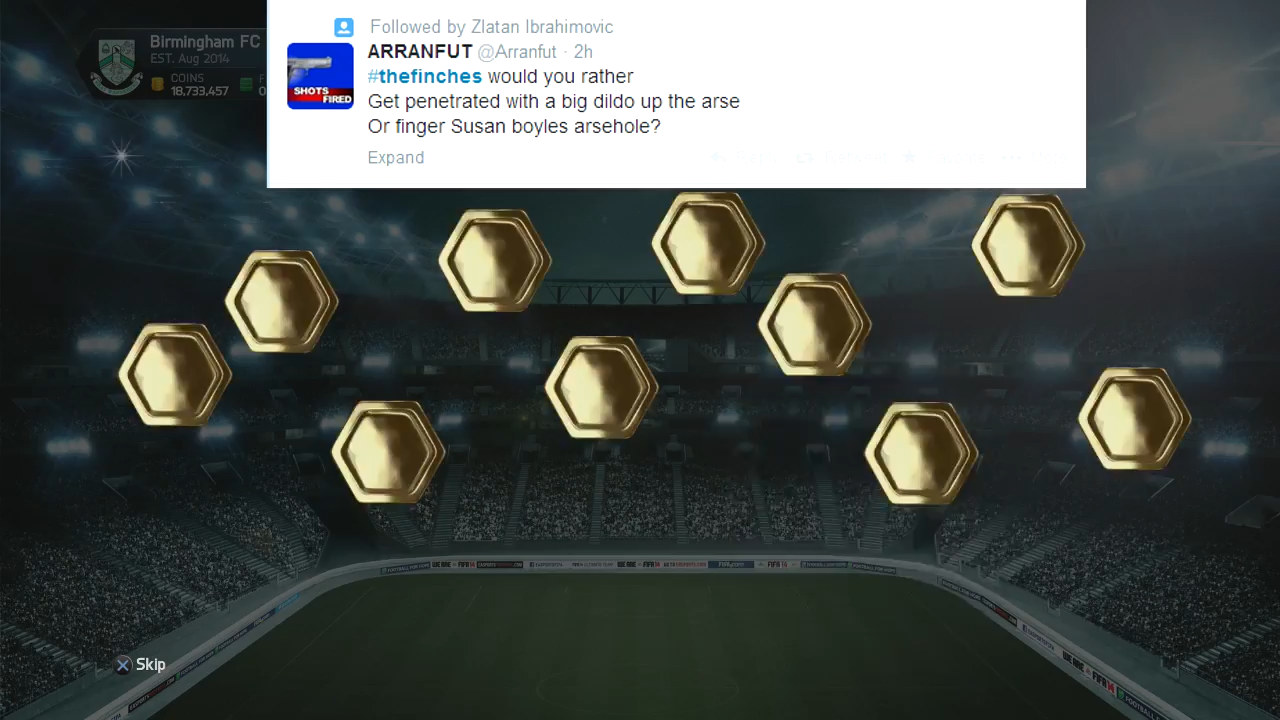 Followed by Zlatan Ibrahimovic
ARRANFUT @Arranfut · 2h
#thefinches would you rather
Get penetrated with a big dildo up the arse
Or finger Susan boyles arsehole?
Expand
SHOTS
FIRED
Birmingham FC
EST. Aug 2014
COINS
18,733,457
Skip